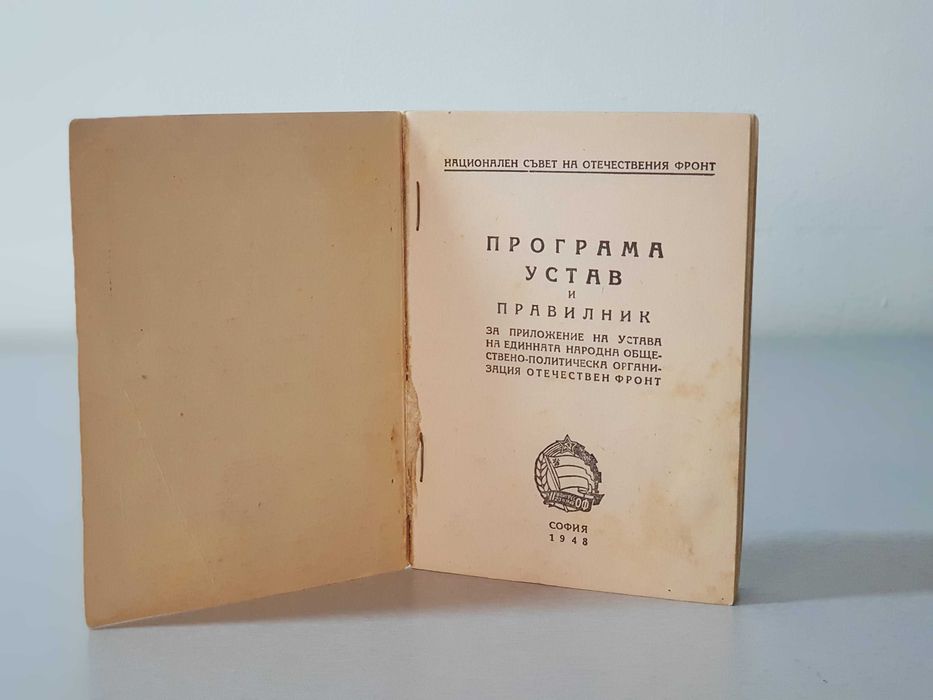 НАЦИОНАЛЕН СЪВЕТ НА ОТЕЧЕСТВЕНИЯ ФРОНТ
ПРОГРАМА
УСТАВ
И
ПРАВИЛНИК
ЗА ПРИЛОЖЕНИЕ НА УСТАВА
НА ЕДИННАТА НАРОДНА ОБЩЕ-
СТВЕНО-ПОЛИТИЧЕСКА ОРГАНИ-
ЗАЦИЯ ОТЕЧЕСТВЕН ФРОНТ
ОФ
СОФИЯ
1948